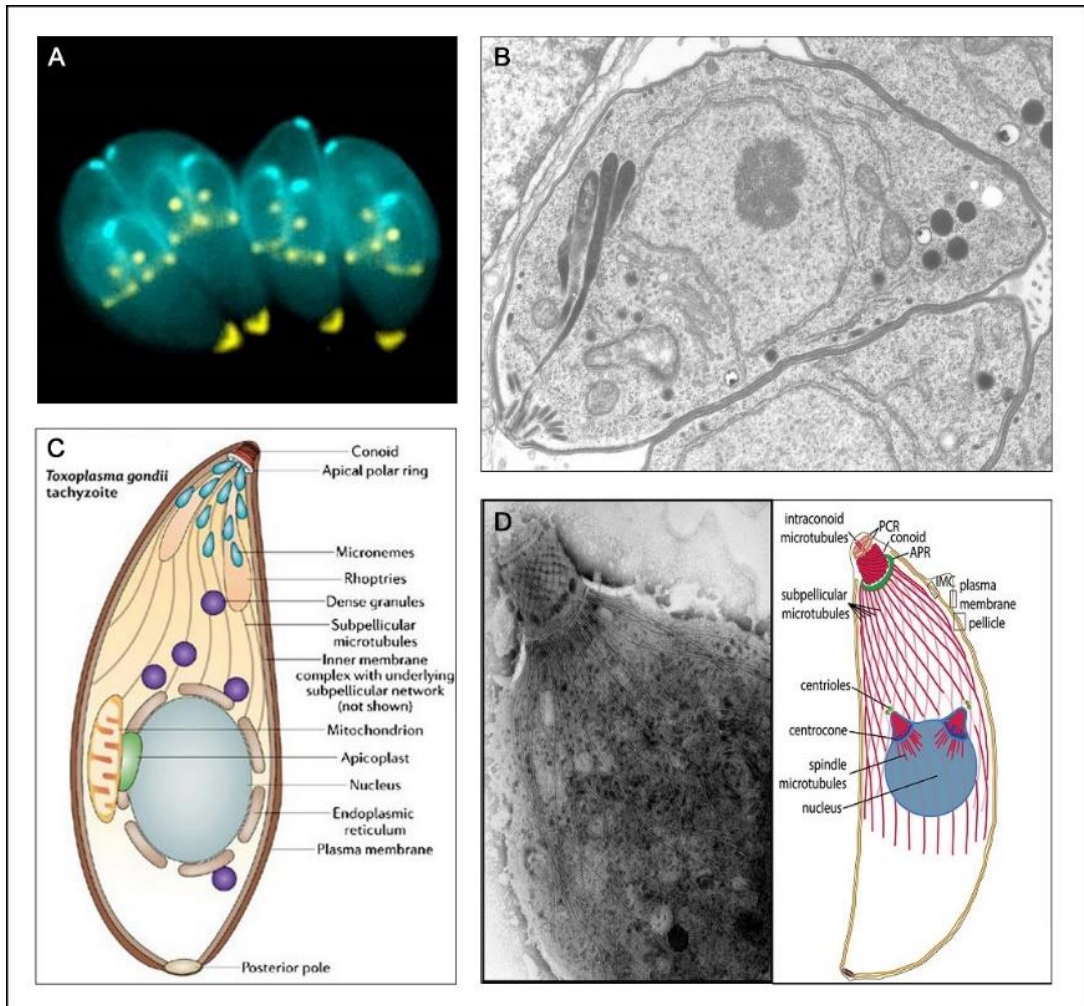 A
B
C
Toxoplasma gondii
tachyzoite
Conoid
Apical polar ring
Micronemes
Rhoptries
Dense granules
Subpellicular
microtubules
Inner membrane
complex with underlying
subpellicular network
(not shown)
Mitochondrion
Apicoplast
Nucleus
Endoplasmic
reticulum
Plasma membrane
Posterior pole
D
intraconoid
microtubules
PCR
conoid
APR
IMC
plasma
membrane
pellicle
subpellicular
microtubules
centrioles
centrocone
spindle
microtubules
nucleus